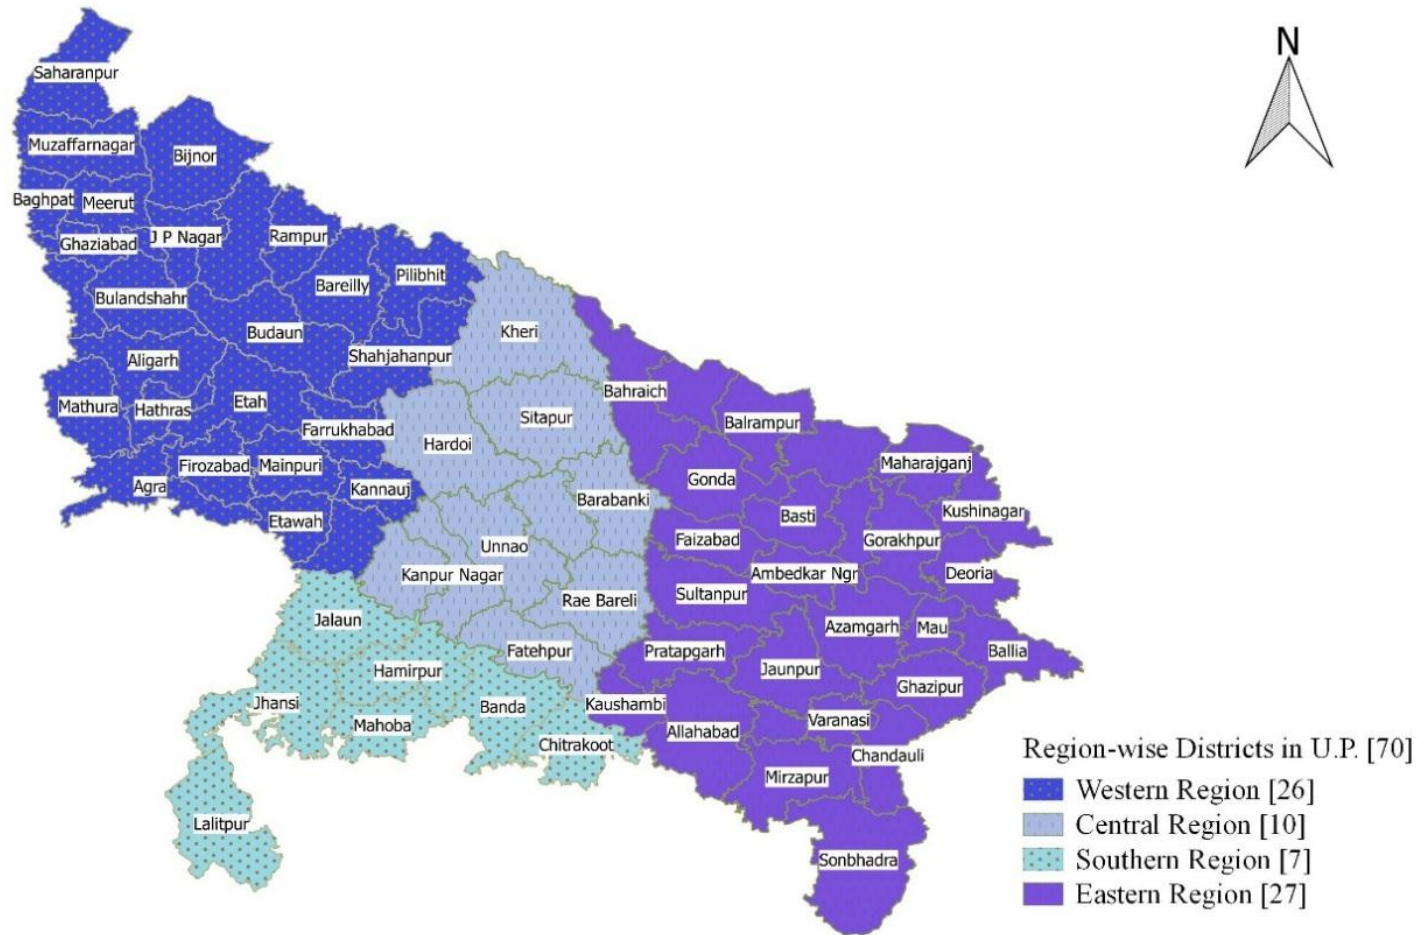 N
Saharanpur
Muzaffarnagar
Bijnor
Baghpat
Meerut
Ghaziabad
J P Nagar
Rampur
Bareilly
Pilibhit
Bulandshahr
Budaun
Shahjahanpur
Kheri
Aligarh
Mathura
Hathras
Etah
Farrukhabad
Hardoi
Sitapur
Bahraich
Balrampur
Agra
Firozabad
Mainpuri
Kannauj
Etawah
Barabanki
Gonda
Maharajganj
Basti
Kushinagar
Unnao
Faizabad
Gorakhpur
Kanpur Nagar
Rae Bareli
Sultanpur
Ambedkar Ngr
Deoria
Jalaun
Fatehpur
Pratapgarh
Azamgarh
Mau
Ballia
Hamirpur
Jaunpur
Ghazipur
Jhansi
Mahoba
Banda
Kaushambi
Allahabad
Varanasi
Chitrakoot
Mirzapur
Chandauli
Lalitpur
Sonbhadra
Region-wise Districts in U.P. [70]
Western Region [26]
Central Region [10]
Southern Region [7]
Eastern Region [27]